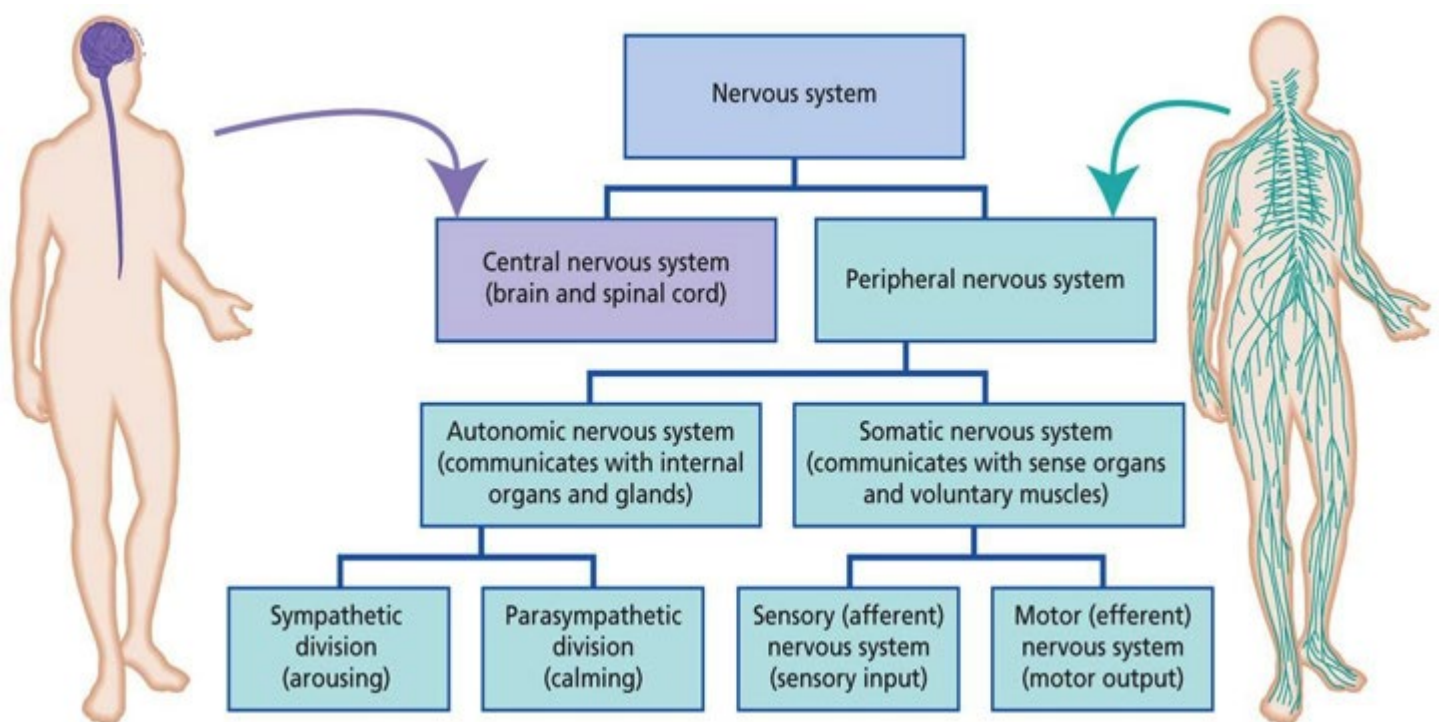 Nervous system
Central nervous system
(brain and spinal cord)
Peripheral nervous system
Autonomic nervous system
(communicates with internal
organs and glands)
Somatic nervous system
(communicates with sense organs
and voluntary muscles)
Sympathetic
division
(arousing)
Parasympathetic
division
(calming)
Sensory (afferent)
nervous system
(sensory input)
Motor (efferent)
nervous system
(motor output)